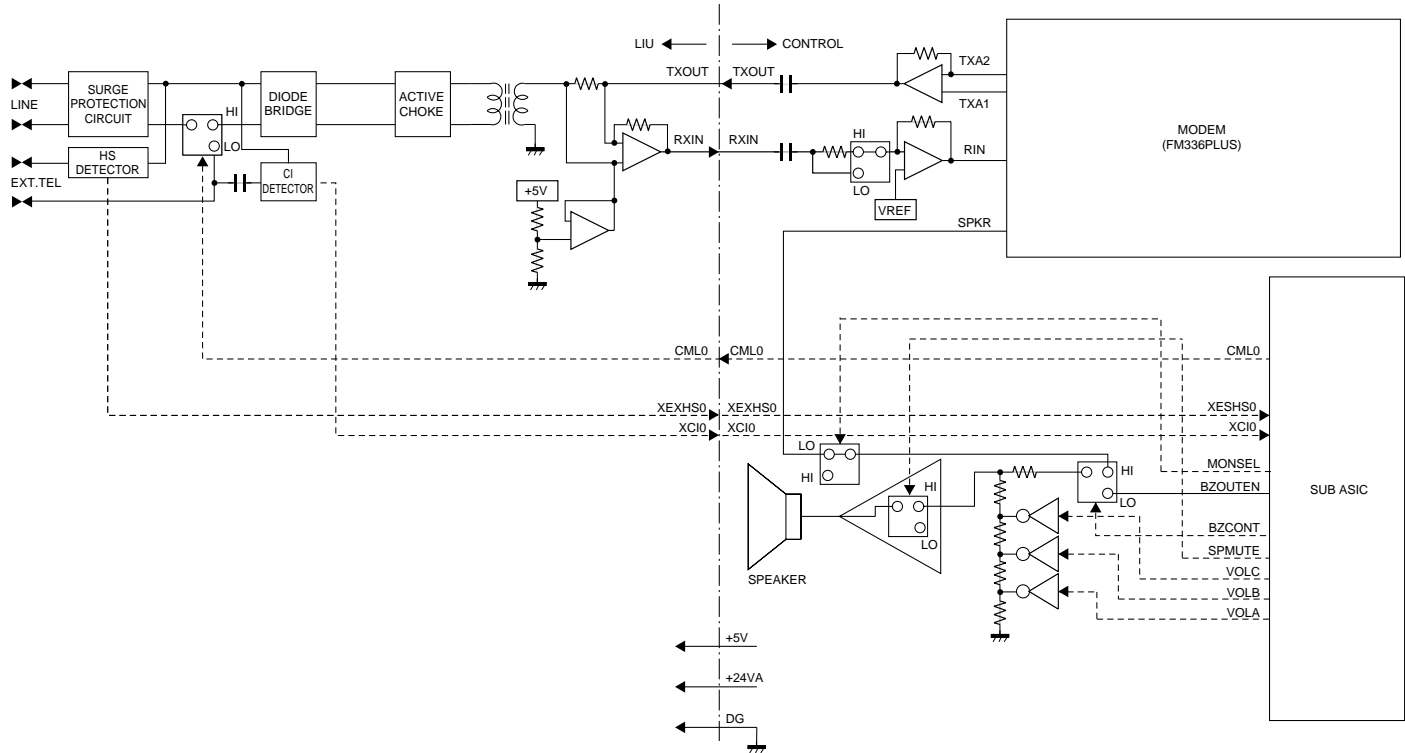 LIU
CONTROL
TXOUT
TXOUT
TXA2
TXA1
LINE
SURGE
PROTECTION
CIRCUIT
HI
LO
DIODE
BRIDGE
ACTIVE
CHOKE
HS
DETECTOR
EXT.TEL
CI
DETECTOR
RXIN
RXIN
HI
LO
VREF
RIN
SPKR
MODEM
(FM336PLUS)
+5V
CML0
CML0
CML0
XEXHS0
XEXHS0
XESHS0
XCI0
XCI0
XCI0
LO
HI
MONSEL
HI
LO
BZOUTEN
HI
LO
SUB ASIC
BZCONT
SPMUTE
VOLC
VOLB
VOLA
SPEAKER
+5V
+24VA
DG